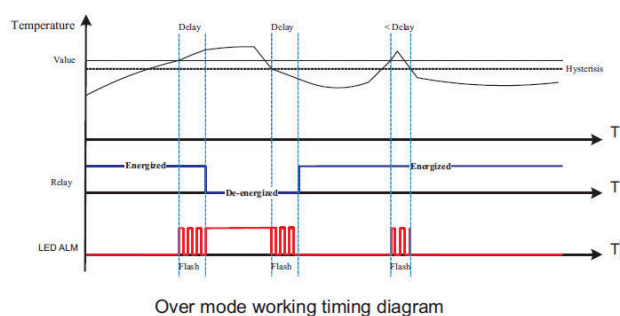 Temperature
Delay
Delay
< Delay
Value
Hysterisis
T
Energized
Energized
Relay
De-energized
T
LED ALM
T
Flash
Flash
Flash
Over mode working timing diagram